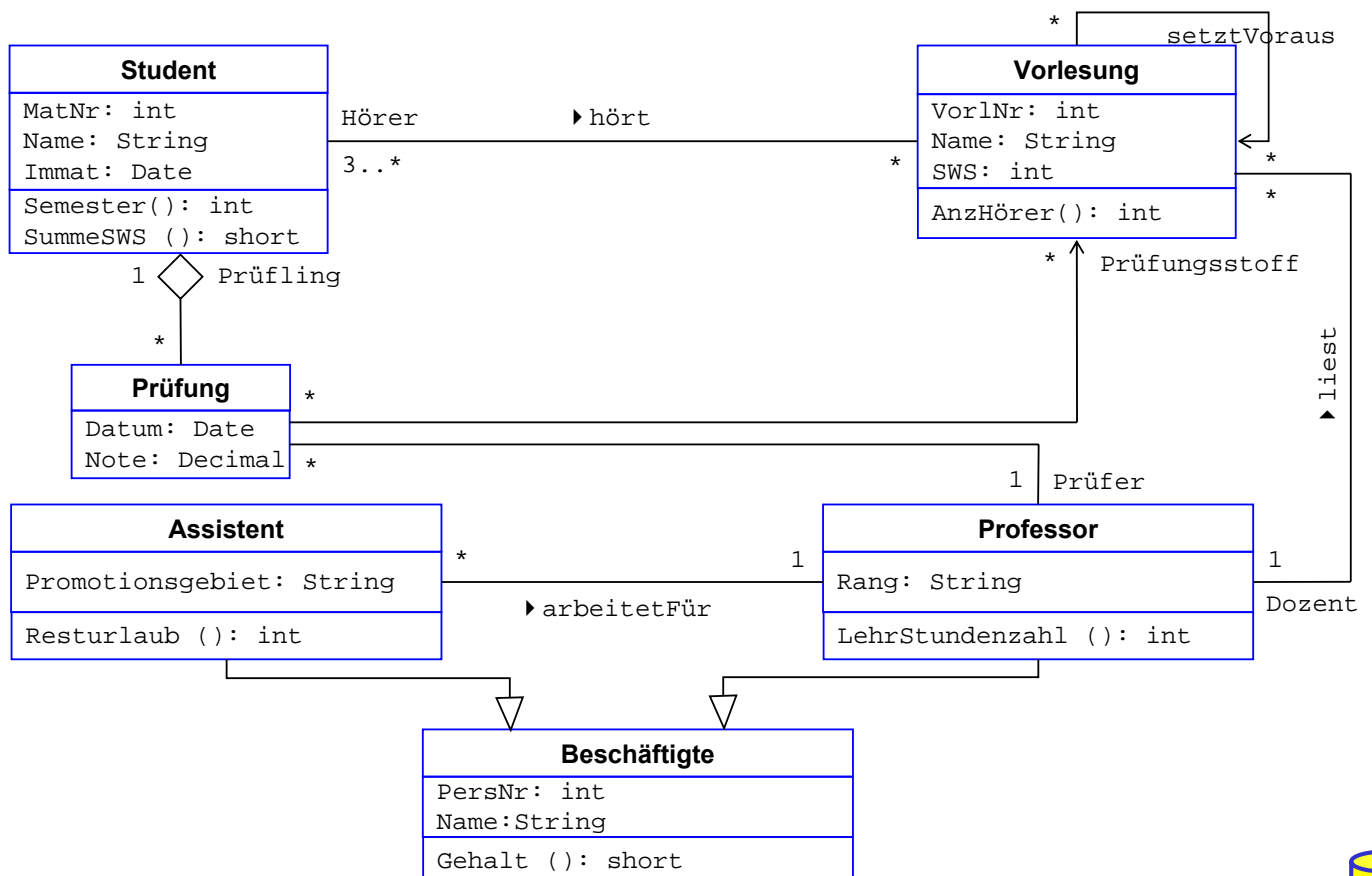 *
setztVoraus
Student
MatNr: int
Name: String
Immat: Date
Semester(): int
SummeSWS (): short
Hörer
▸hört
3..*
*
Vorlesung
VorlNr: int
Name: String
SWS: int
AnzHörer(): int
*
*
1
Prüfling
*
* Prüfungsstoff
▸liest
Prüfung
Datum: Date
Note: Decimal
*
*
1 Prüfer
Assistent
Promotionsgebiet: String
Resturlaub (): int
*
1
▸arbeitetFür
Professor
Rang: String
LehrStundenzahl (): int
1
Dozent
Beschäftigte
PersNr: int
Name:String
Gehalt (): short